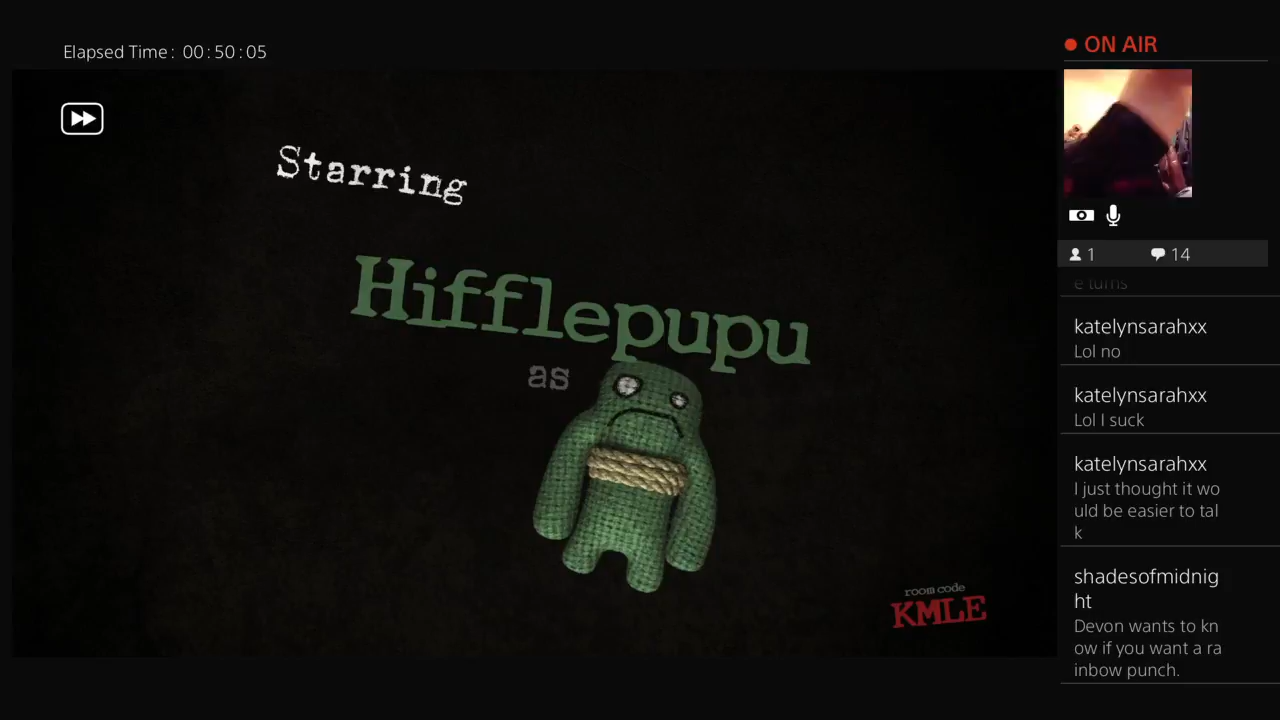 Elapsed Time: 00:50:05
ON AIR
Starring
Hifflepupu
as
room code
KMLE
1 14
e turns
katelynsarahxx
Lol no
katelynsarahxx
Lol I suck
katelynsarahxx
I just thought it wo
uld be easier to tal
k
shadesofmidnig
ht
Devon wants to kn
ow if you want a ra
inbow punch.